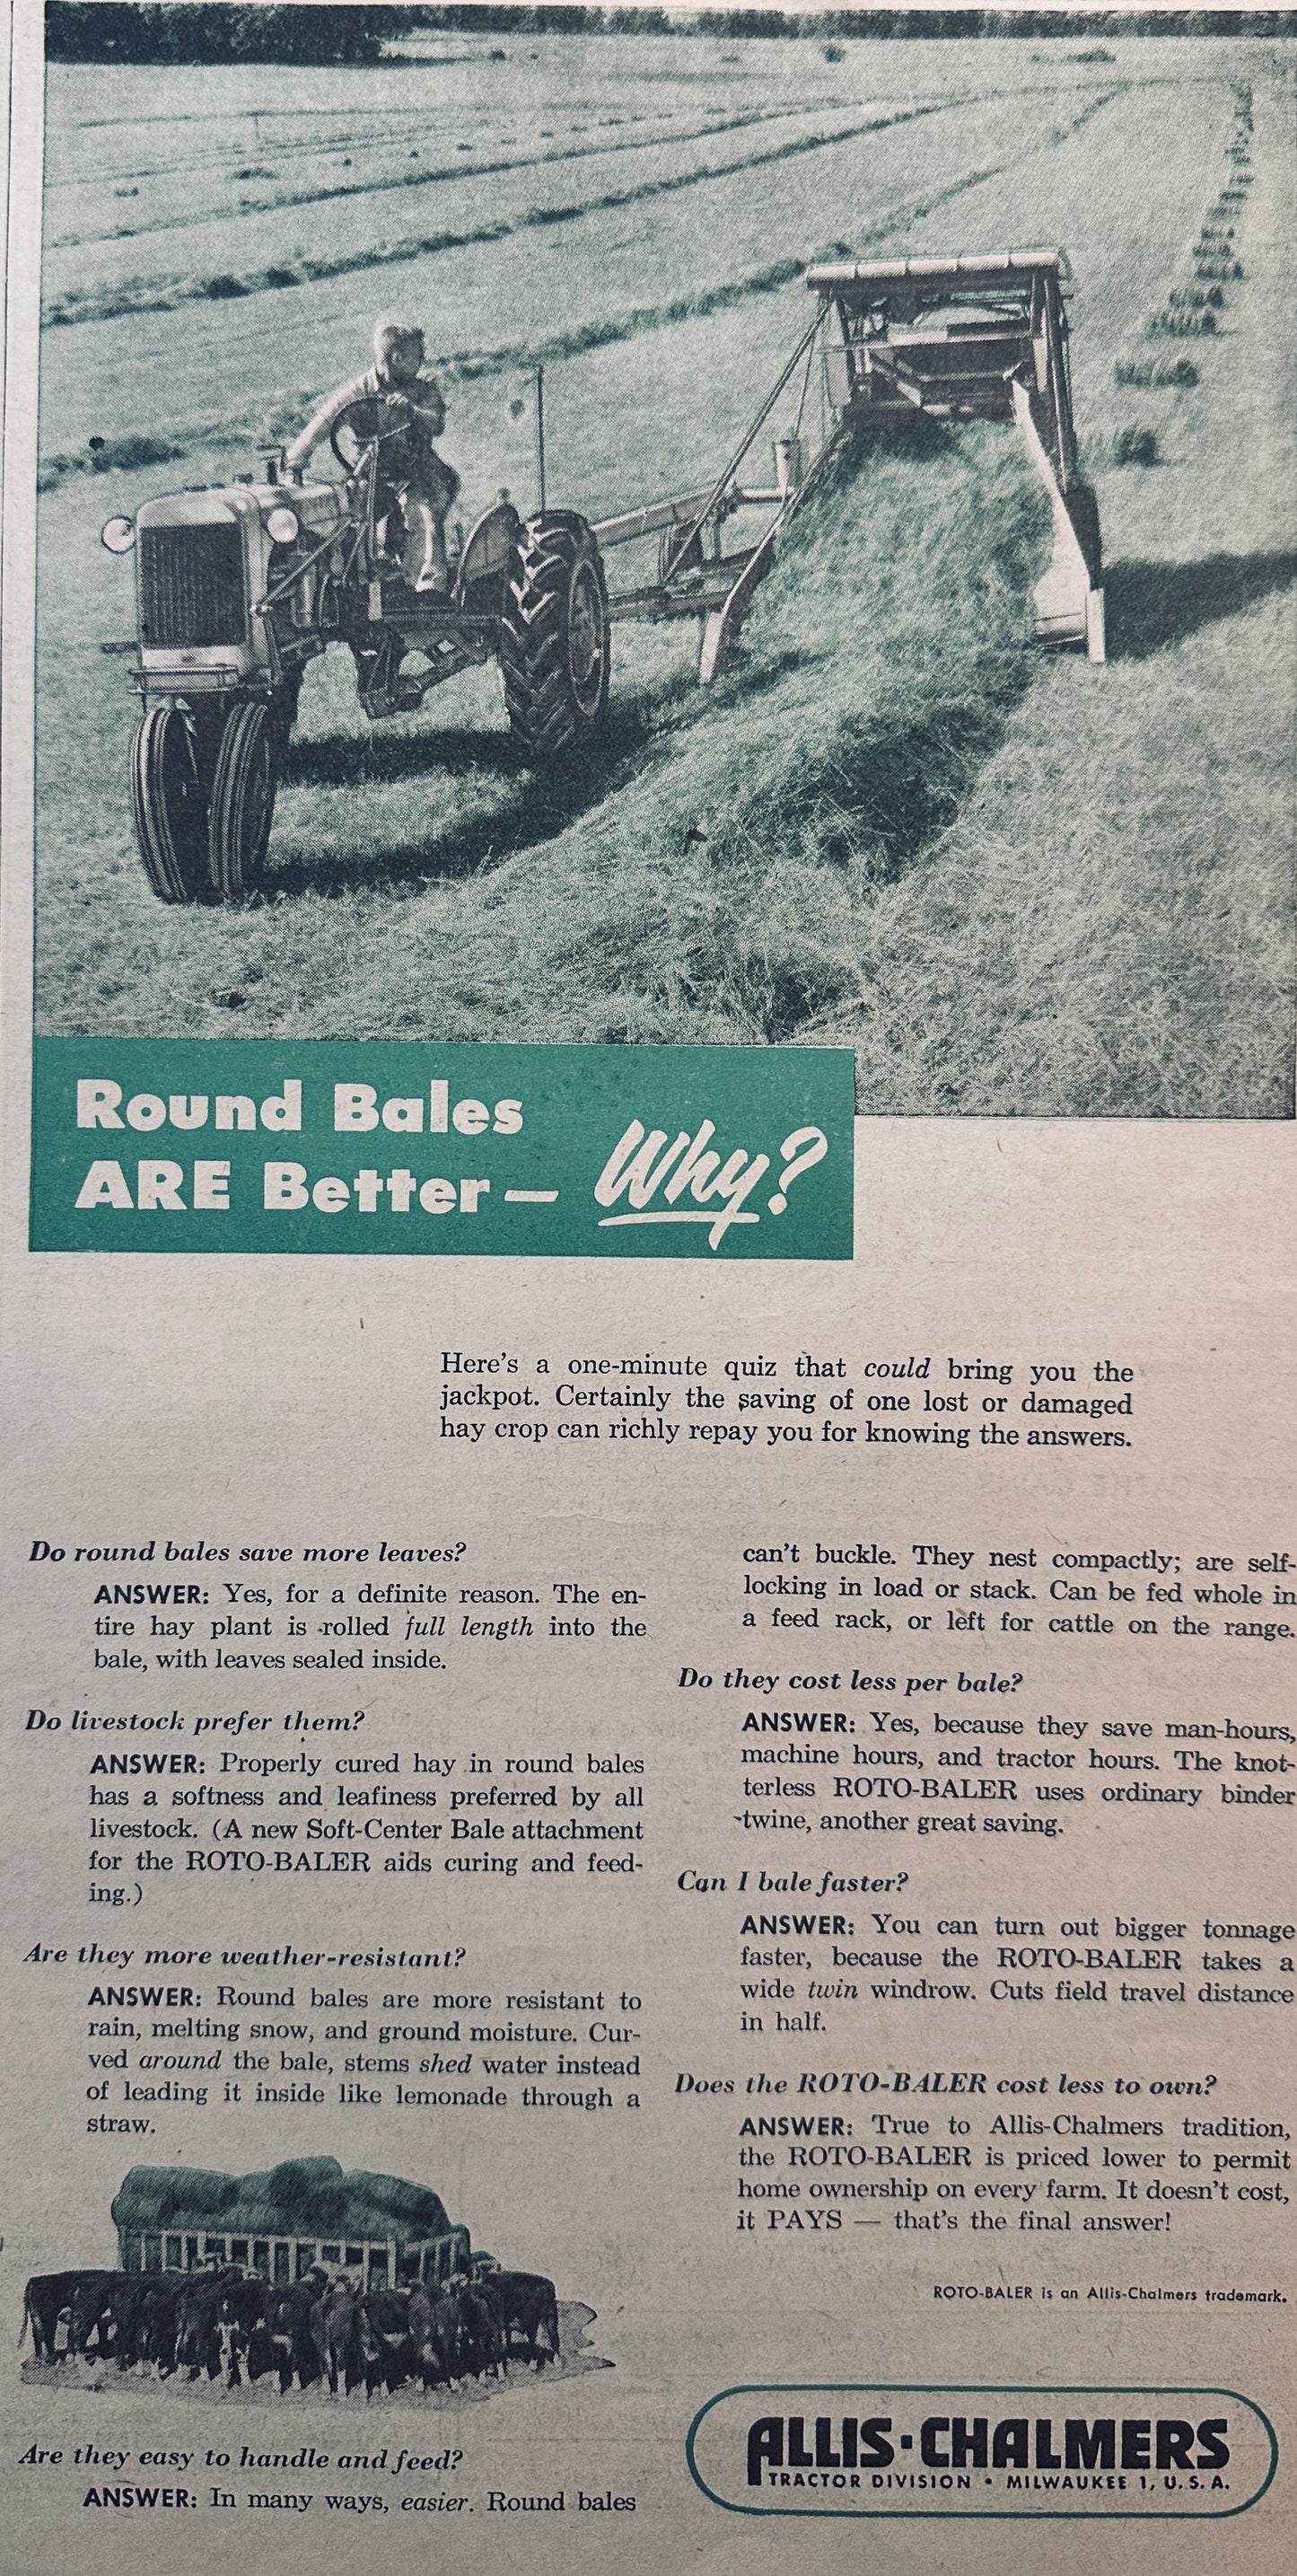 Round Bales
ARE Better — Why?
Here's a one-minute quiz that could bring you the
jackpot. Certainly the saving of one lost or damaged
hay crop can richly repay you for knowing the answers.
Do round bales save more leaves?
ANSWER: Yes, for a definite reason. The en-
tire hay plant is rolled full length into the
bale, with leaves sealed inside.
Do livestock prefer them?
ANSWER: Properly cured hay in round bales
has a softness and leafiness preferred by all
livestock. (A new Soft-Center Bale attachment
for the ROTO-BALER aids curing and feed-
ing.)
Are they more weather-resistant?
ANSWER: Round bales are more resistant to
rain, melting snow, and ground moisture. Cur-
ved around the bale, stems shed water instead
of leading it inside like lemonade through a
straw.
Are they easy to handle and feed?
ANSWER: In many ways, easier. Round bales
can't buckle. They nest compactly; are self-
locking in load or stack. Can be fed whole in
a feed rack, or left for cattle on the range.
Do they cost less per bale?
ANSWER: Yes, because they save man-hours,
machine hours, and tractor hours. The knot-
terless ROTO-BALER uses ordinary binder
twine, another great saving.
Can I bale faster?
ANSWER: You can turn out bigger tonnage
faster, because the ROTO-BALER takes a
wide twin windrow. Cuts field travel distance
in half.
Does the ROTO-BALER cost less to own?
ANSWER: True to Allis-Chalmers tradition,
the ROTO-BALER is priced lower to permit
home ownership on every farm. It doesn't cost,
it PAYS — that's the final answer!
ROTO-BALER is an Allis-Chalmers trademark.
ALLIS·CHALMERS
TRACTOR DIVISION • MILWAUKEE 1, U. S. A.